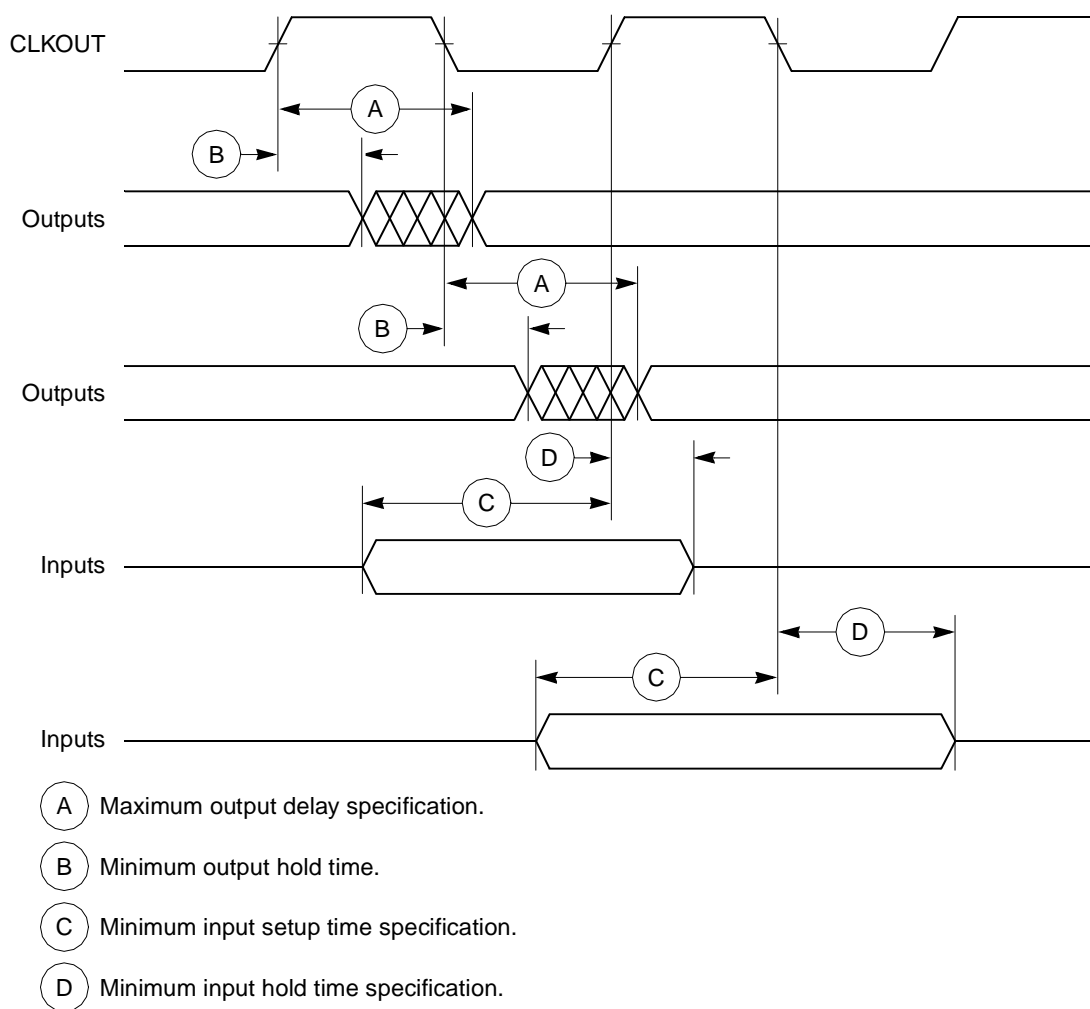 CLKOUT
A
B
Outputs
A
B
Outputs
D
C
Inputs
D
C
Inputs
A Maximum output delay specification.
B Minimum output hold time.
C Minimum input setup time specification.
D Minimum input hold time specification.